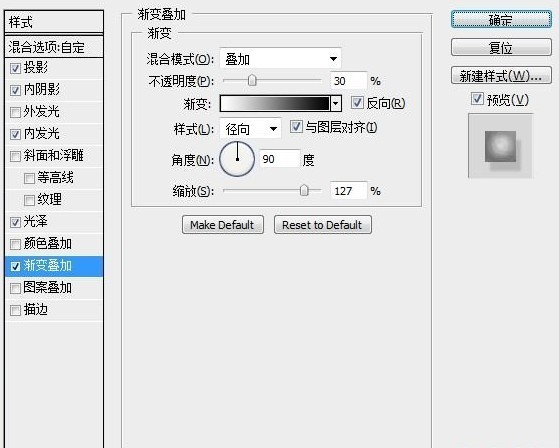 样式
混合选项:自定
投影
内阴影
外发光
内发光
斜面和浮雕
等高线
纹理
光泽
颜色叠加
渐变叠加
图案叠加
描边
渐变叠加
渐变
混合模式(O): 叠加
不透明度(P): 30 %
渐变: 反向(R)
样式(L): 径向 与图层对齐(I)
角度(N): 90 度
缩放(S): 127 %
Make Default Reset to Default
确定
复位
新建样式(W)...
预览(V)